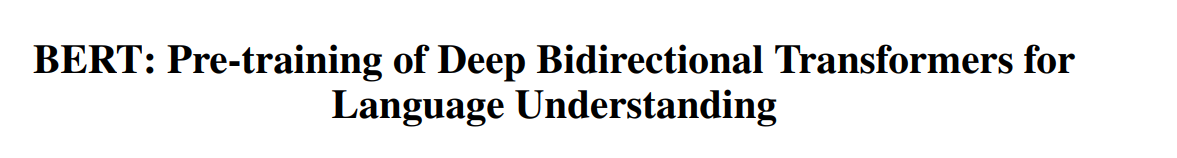 BERT: Pre-training of Deep Bidirectional Transformers for
Language Understanding